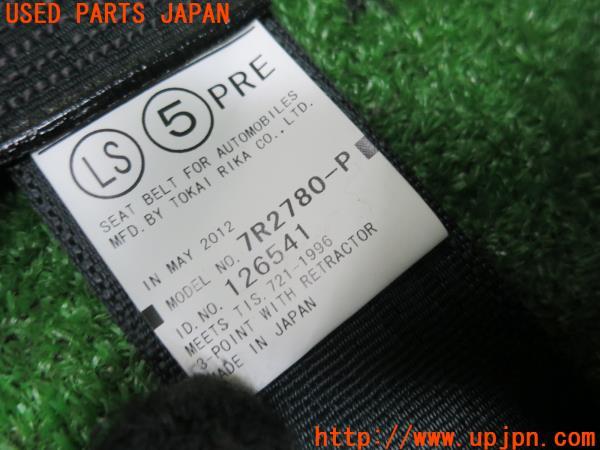 USED PARTS JAPAN
LS 5 PRE
SEAT BELT FOR AUTOMOBILES
MFD. BY TOKAI RIKA CO., LTD.
IN MAY 2012
MODEL NO. 7R2780-P
ID. NO. 126541
MEETS TIS. 721-1996
3-POINT WITH RETRACTOR
MADE IN JAPAN
UPJ
http://www.upjpn.com